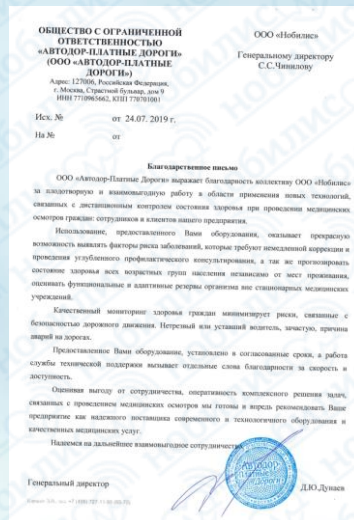 ОБЩЕСТВО С ОГРАНИЧЕННОЙ
ОТВЕТСТВЕННОСТЬЮ
«АВТОДОР-ПЛАТНЫЕ ДОРОГИ»
(ООО «АВТОДОР-ПЛАТНЫЕ
ДОРОГИ»)
Адрес: 127006, Российская Федерация,
г. Москва, Страстной бульвар, дом 9
ИНН 7710965662, КПП 770701001
ООО «Нобилис»
Генеральному директору
С.С.Чивилову
Исх. № от 24.07. 2019 г.
На № от
Благодарственное письмо
ООО «Автодор-Платные Дороги» выражает благодарность коллективу ООО «Нобилис»
за плодотворную и взаимовыгодную работу в области применения новых технологий,
связанных с дистанционным контролем состояния здоровья при проведении медицинских
осмотров граждан: сотрудников и клиентов нашего предприятия.
Использование, предоставленного Вами оборудования, оказывает прекрасную
возможность выявлять факторы риска заболеваний, которые требуют немедленной коррекции и
проведения углубленного профилактического консультирования, а так же прогнозировать
состояние здоровья всех возрастных групп населения независимо от мест проживания,
оценивать функциональные и адаптивные резервы организма вне стационарных медицинских
учреждений.
Качественный мониторинг здоровья граждан минимизирует риски, связанные с
безопасностью дорожного движения. Нетрезвый или уставший водитель, зачастую, причина
аварий на дорогах.
Предоставленное Вами оборудование, установлено в согласованные сроки, а работа
службы технической поддержки вызывает отдельные слова благодарности за скорость и
доступность.
Оценивая выгоду от сотрудничества, оперативность комплексного решения задач,
связанных с проведением медицинских осмотров мы готовы и впредь рекомендовать Ваше
предприятие как надежного поставщика современного и технологичного оборудования и
качественных медицинских услуг.
Надеемся на дальнейшее взаимовыгодное сотрудничество
Автодор
Платные
Дороги
Генеральный директор
Д.Ю.Дунаев